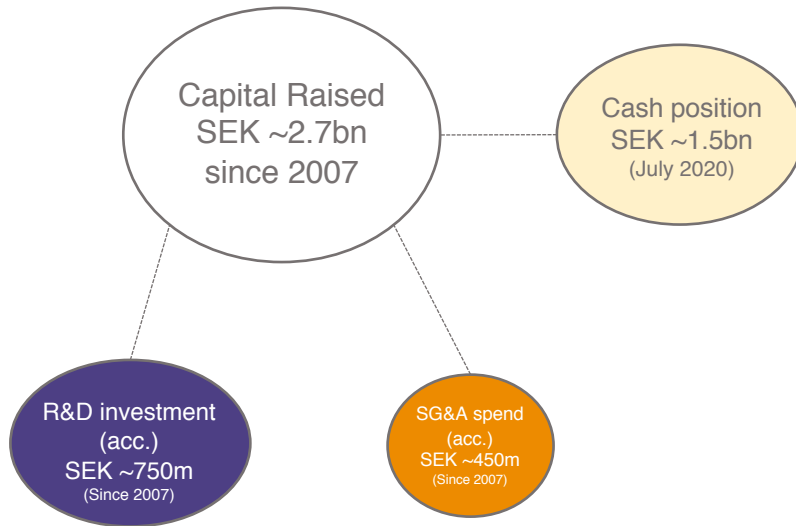 Capital Raised
SEK ~2.7bn
since 2007
Cash position
SEK ~1.5bn
(July 2020)
R&D investment
(acc.)
SEK ~750m
(Since 2007)
SG&A spend
(acc.)
SEK ~450m
(Since 2007)